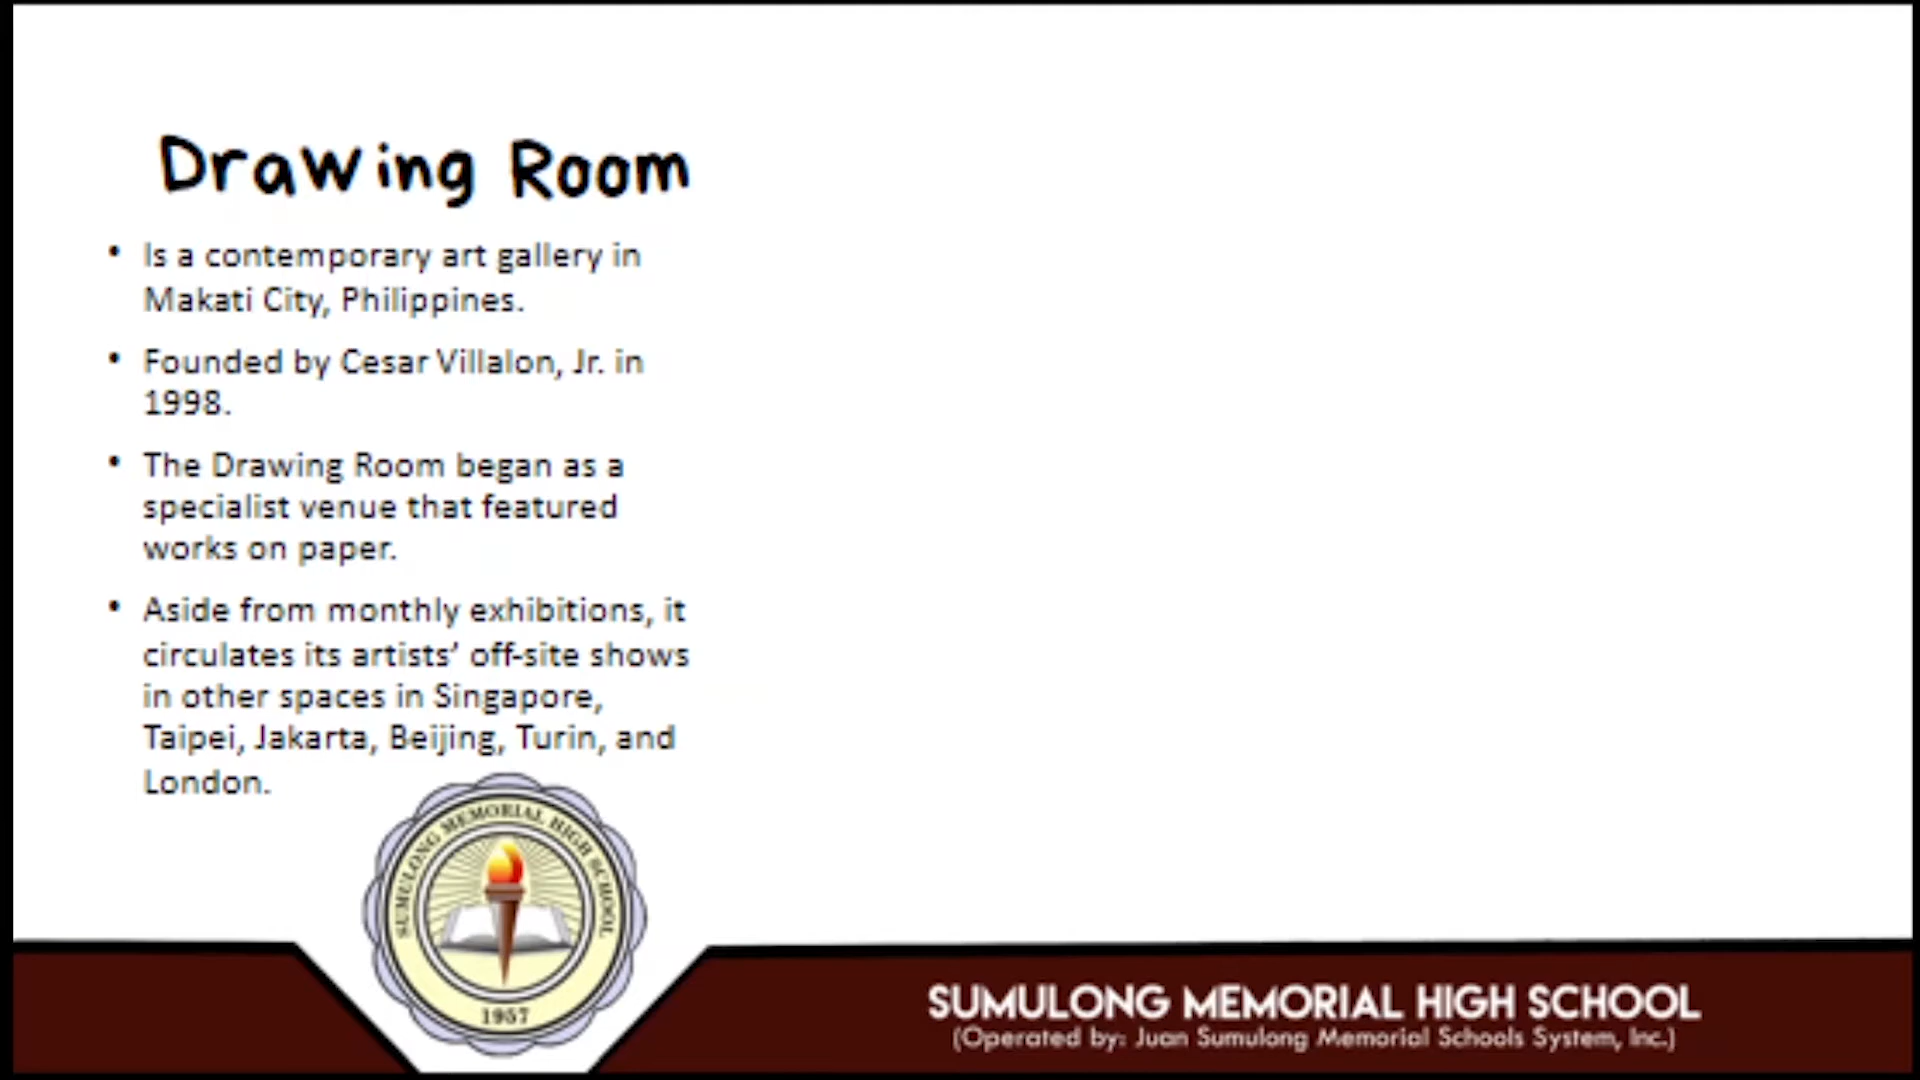 Drawing Room
• Is a contemporary art gallery in
Makati City, Philippines.
• Founded by Cesar Villalon, Jr. in
1998.
• The Drawing Room began as a
specialist venue that featured
works on paper.
• Aside from monthly exhibitions, it
circulates its artists’ off-site shows
in other spaces in Singapore,
Taipei, Jakarta, Beijing, Turin, and
London.
SUMULONG MEMORIAL HIGH SCHOOL
1957
SUMULONG MEMORIAL HIGH SCHOOL
(Operated by: Juan Sumulong Memorial Schools System, Inc.)